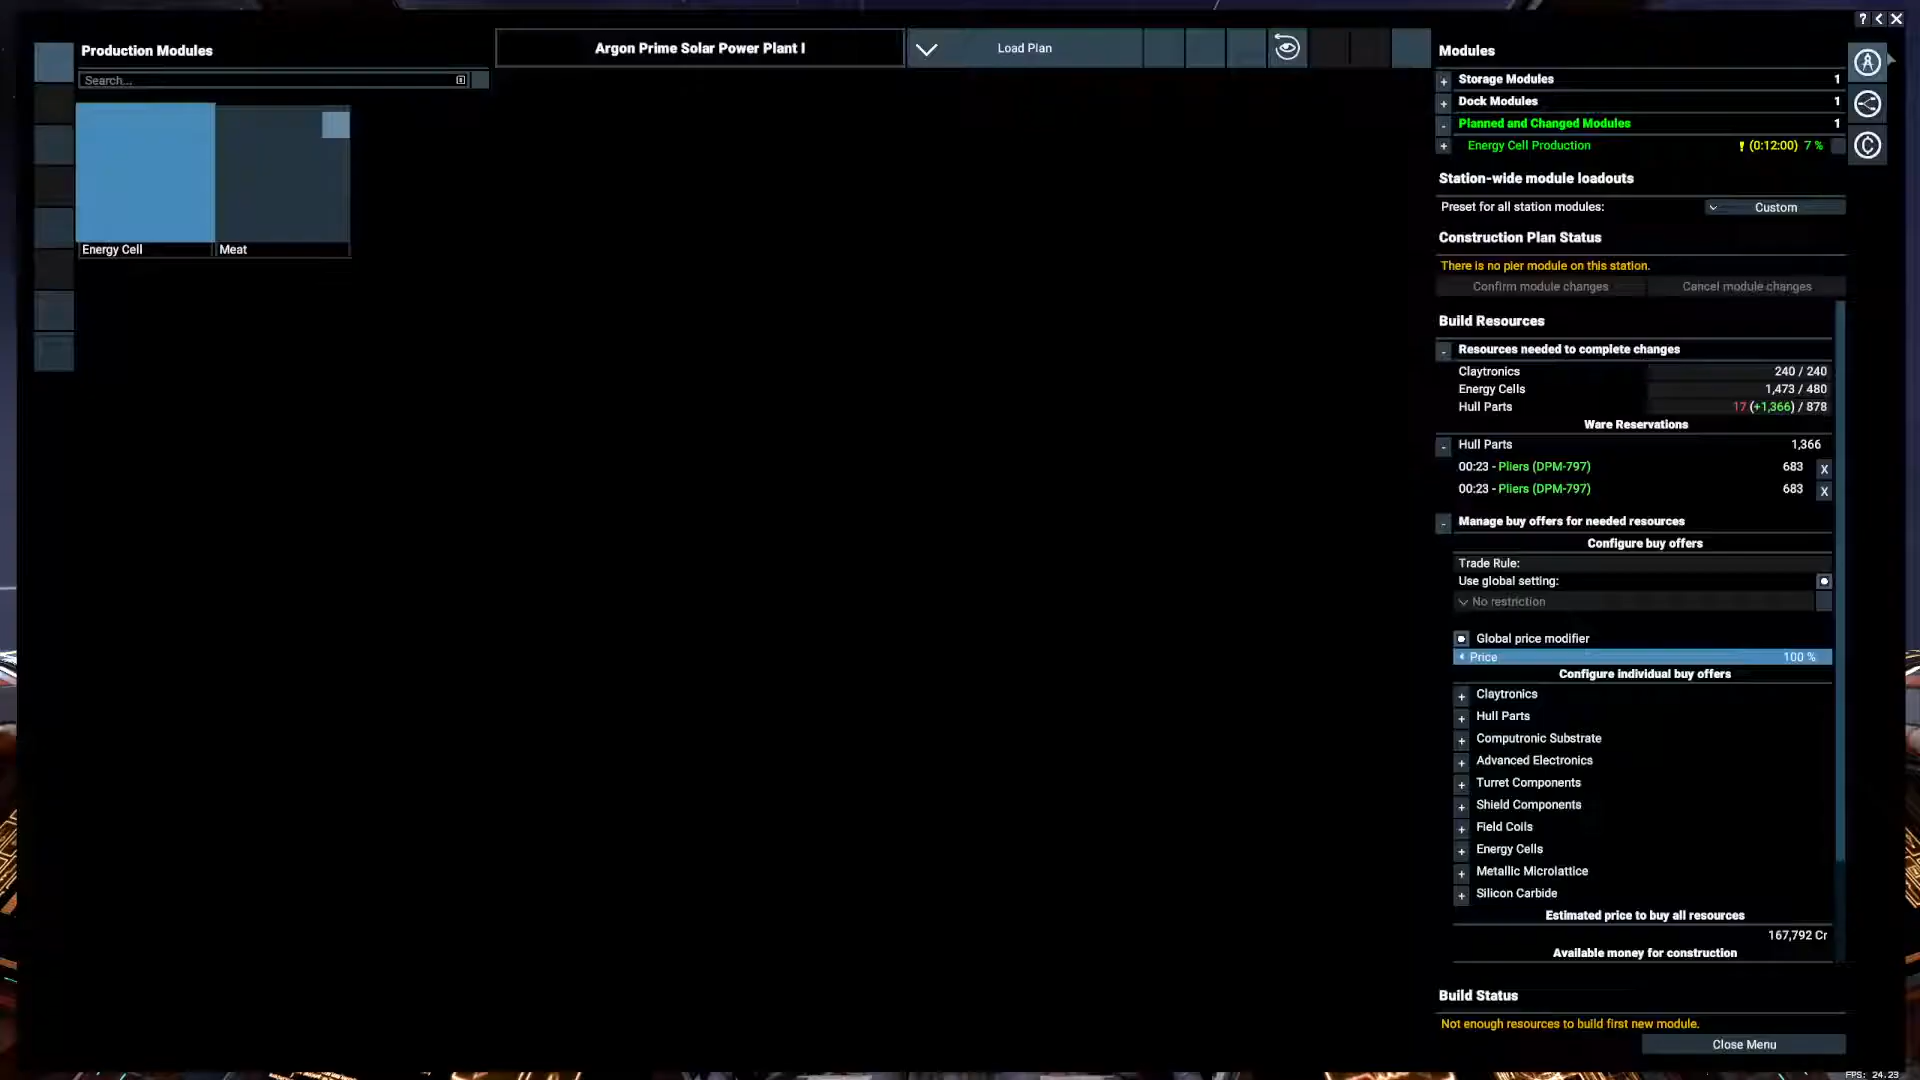 Production Modules
Search...
Energy Cell
Meat
Argon Prime Solar Power Plant I
Load Plan
?
Modules
+ Storage Modules 1
+ Dock Modules 1
- Planned and Changed Modules 1
+ Energy Cell Production ! (0:12:00) 7 %
Station-wide module loadouts
Preset for all station modules: Custom
Construction Plan Status
There is no pier module on this station.
Confirm module changes Cancel module changes
Build Resources
- Resources needed to complete changes
Claytronics 240 / 240
Energy Cells 1,473 / 480
Hull Parts 17 (+1,366) / 878
Ware Reservations
- Hull Parts 1,366
00:23 - Pliers (DPM-797) 683 X
00:23 - Pliers (DPM-797) 683 X
- Manage buy offers for needed resources
Configure buy offers
Trade Rule:
Use global setting:
No restriction
Global price modifier
Price 100 %
Configure individual buy offers
+ Claytronics
+ Hull Parts
+ Computronic Substrate
+ Advanced Electronics
+ Turret Components
+ Shield Components
+ Field Coils
+ Energy Cells
+ Metallic Microlattice
+ Silicon Carbide
Estimated price to buy all resources
167,792 Cr
Available money for construction
Build Status
Not enough resources to build first new module.
Close Menu
FPS: 24.23